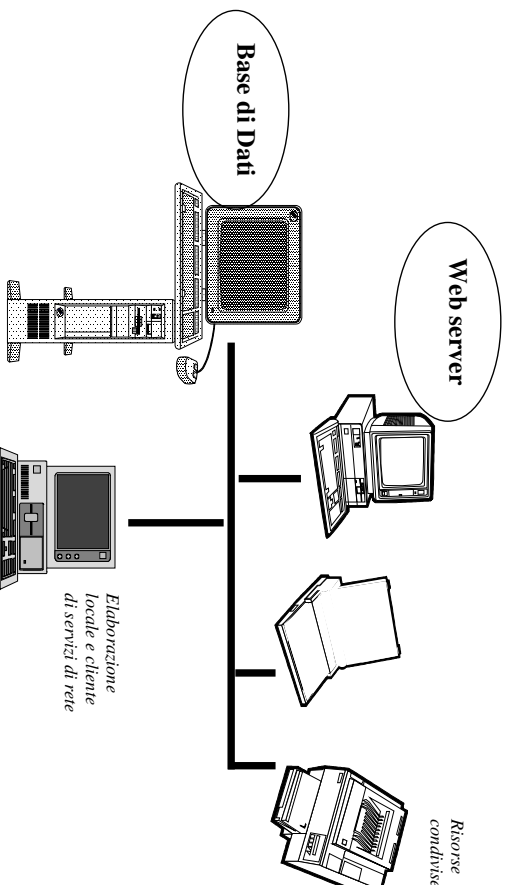 Web server
Base di Dati
Risorse
condivise
Elaborazione
locale e cliente
di servizi di rete